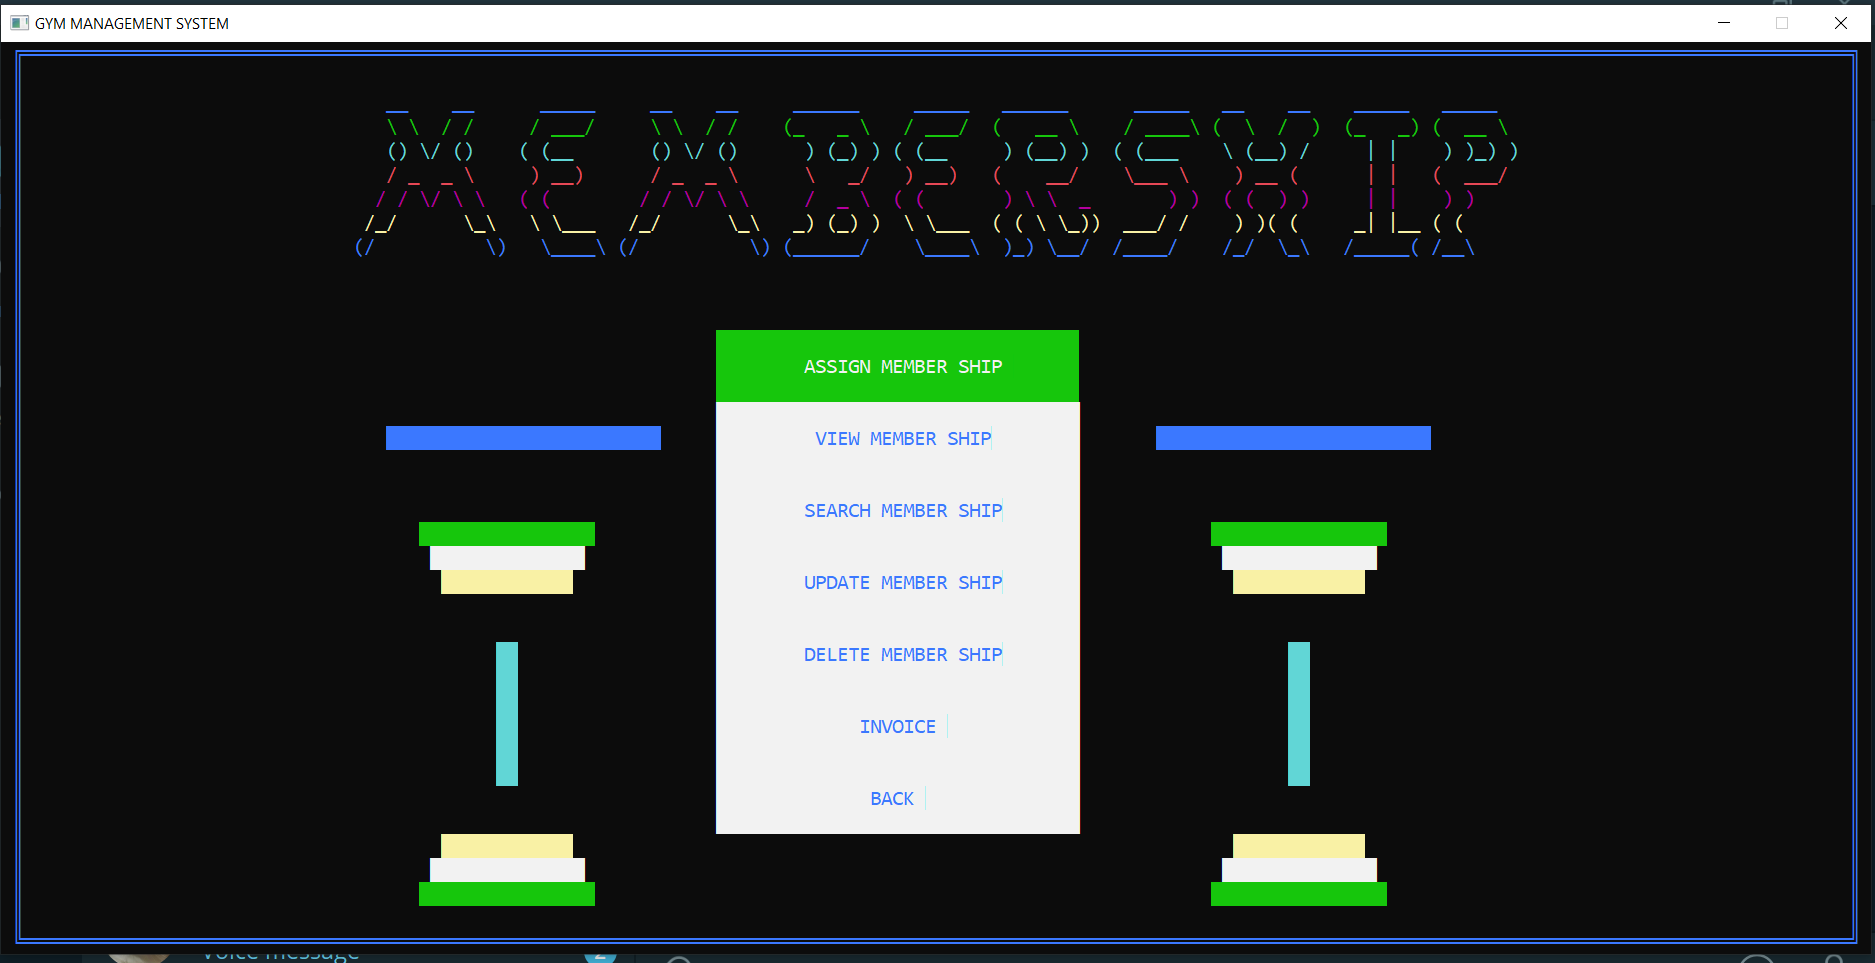 GYM MANAGEMENT SYSTEM
MEMBERSHIP
ASSIGN MEMBER SHIP
VIEW MEMBER SHIP
SEARCH MEMBER SHIP
UPDATE MEMBER SHIP
DELETE MEMBER SHIP
INVOICE
BACK
Voice message
2